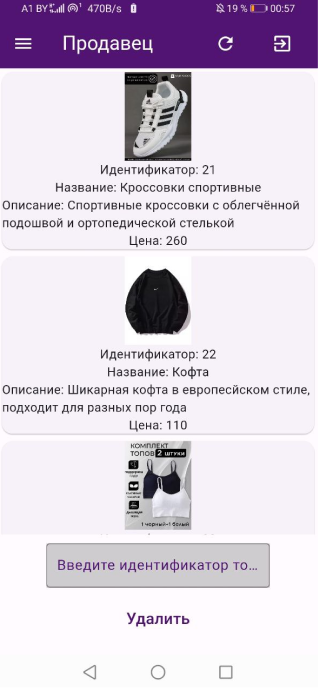 A1 BY 470B/s 19 % 00:57
Продавец
Идентификатор: 21
Название: Кроссовки спортивные
Описание: Спортивные кроссовки с облегчённой
подошвой и ортопедической стелькой
Цена: 260
Идентификатор: 22
Название: Кофта
Описание: Шикарная кофта в европесйском стиле,
подходит для разных пор года
Цена: 110
КОМПЛЕКТ
ТОПОВ 2 ШТУКИ
1 чорный+1 белый
Введите идентификатор то...
Удалить